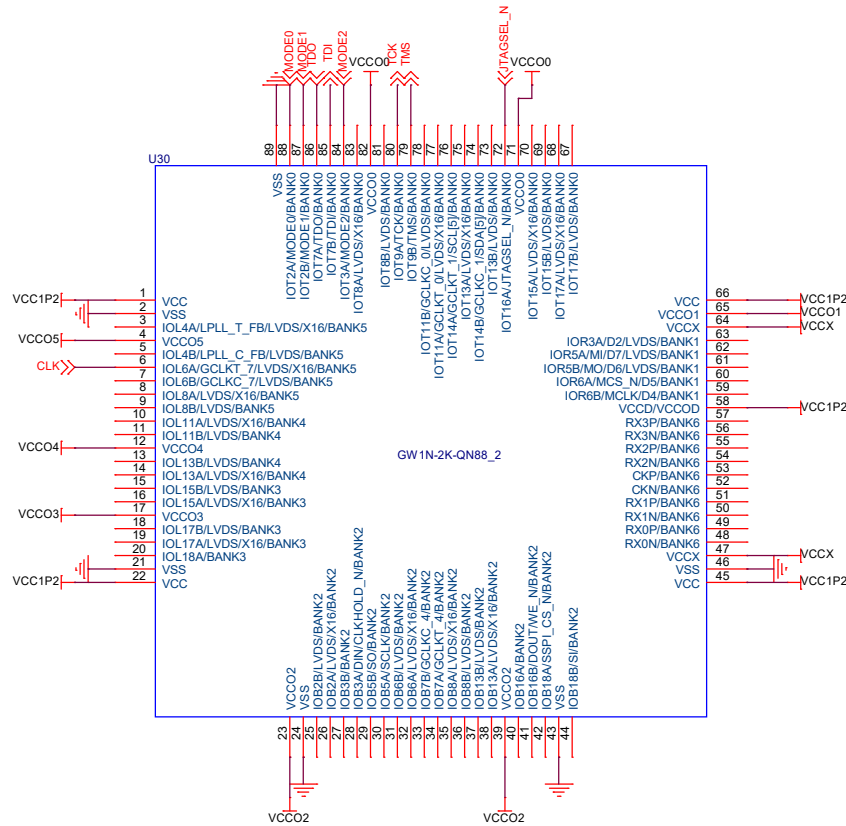 MODE0
MODE1
TDO
TDI
MODE2
VCCO0
TCK
TMS
JTAGSEL_N
VCCO0
89
88
87
86
85
84
83
82
81
80
79
78
77
76
75
74
73
72
71
70
69
68
67
U30
VSS
IOT2A/MODE0/BANK0
IOT2B/MODE1/BANK0
IOT7A/TDO/BANK0
IOT7B/TDI/BANK0
IOT3A/MODE2/BANK0
IOT8A/LVDS/X16/BANK0
VCCO0
IOT8B/LVDS/BANK0
IOT9A/TCK/BANK0
IOT9B/TMS/BANK0
IOT11B/GCLKC_0/LVDS/BANK0
IOT11A/GCLKT_0/LVDS/X16/BANK0
IOT14A/GCLKT_1/SCL[5]/BANK0
IOT13A/LVDS/X16/BANK0
IOT14B/GCLKC_1/SDA[5]/BANK0
IOT13B/LVDS/BANK0
IOT16A/JTAGSEL_N/BANK0
VCCO0
IOT15A/LVDS/X16/BANK0
IOT15B/LVDS/BANK0
IOT17A/LVDS/X16/BANK0
IOT17B/LVDS/BANK0
VCC1P2 1 VCC
2 VSS
3 IOL4A/LPLL_T_FB/LVDS/X16/BANK5
VCCO5 4 VCCO5
5 IOL4B/LPLL_C_FB/LVDS/BANK5
CLK 6 IOL6A/GCLKT_7/LVDS/X16/BANK5
7 IOL6B/GCLKC_7/LVDS/BANK5
8 IOL8A/LVDS/X16/BANK5
9 IOL8B/LVDS/BANK5
10 IOL11A/LVDS/X16/BANK4
11 IOL11B/LVDS/BANK4
VCCO4 12 VCCO4
13 IOL13B/LVDS/BANK4
14 IOL13A/LVDS/X16/BANK4
15 IOL15B/LVDS/BANK3
16 IOL15A/LVDS/X16/BANK3
VCCO3 17 VCCO3
18 IOL17B/LVDS/BANK3
19 IOL17A/LVDS/X16/BANK3
20 IOL18A/BANK3
21 VSS
VCC1P2 22 VCC
GW1N-2K-QN88_2
VCC 66 VCC1P2
VCCO1 65 VCCO1
VCCX 64 VCCX
IOR3A/D2/LVDS/BANK1 63
IOR5A/MI/D7/LVDS/BANK1 62
IOR5B/MO/D6/LVDS/BANK1 61
IOR6A/MCS_N/D5/BANK1 60
IOR6B/MCLK/D4/BANK1 59
VCCD/VCCOD 58 VCC1P2
RX3P/BANK6 57
RX3N/BANK6 56
RX2P/BANK6 55
RX2N/BANK6 54
CKP/BANK6 53
CKN/BANK6 52
RX1P/BANK6 51
RX1N/BANK6 50
RX0P/BANK6 49
RX0N/BANK6 48
VCCX 47 VCCX
VSS 46
VCC 45 VCC1P2
VCCO2
VSS
IOB2B/LVDS/BANK2
IOB2A/LVDS/X16/BANK2
IOB3B/BANK2
IOB3A/DIN/CLKHOLD_N/BANK2
IOB5B/SO/BANK2
IOB5A/SCLK/BANK2
IOB6B/LVDS/BANK2
IOB6A/LVDS/X16/BANK2
IOB7B/GCLKC_4/BANK2
IOB7A/GCLKT_4/BANK2
IOB8A/LVDS/X16/BANK2
IOB8B/LVDS/BANK2
IOB13B/LVDS/BANK2
IOB13A/LVDS/X16/BANK2
VCCO2
IOB16A/BANK2
IOB16B/DOUT/WE_N/BANK2
IOB18A/SSPI_CS_N/BANK2
VSS
IOB18B/SI/BANK2
23
24
25
26
27
28
29
30
31
32
33
34
35
36
37
38
39
40
41
42
43
44
VCCO2
VCCO2